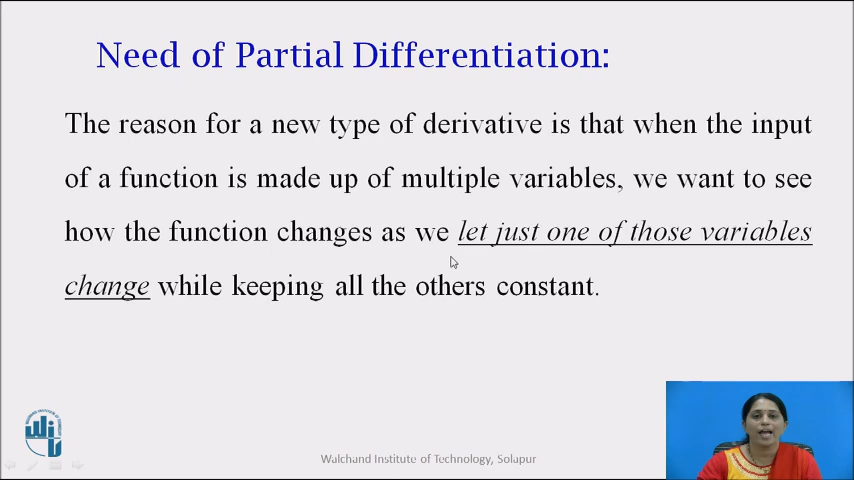 Need of Partial Differentiation:
The reason for a new type of derivative is that when the input
of a function is made up of multiple variables, we want to see
how the function changes as we let just one of those variables
change while keeping all the others constant.
Walchand Institute of Technology, Solapur